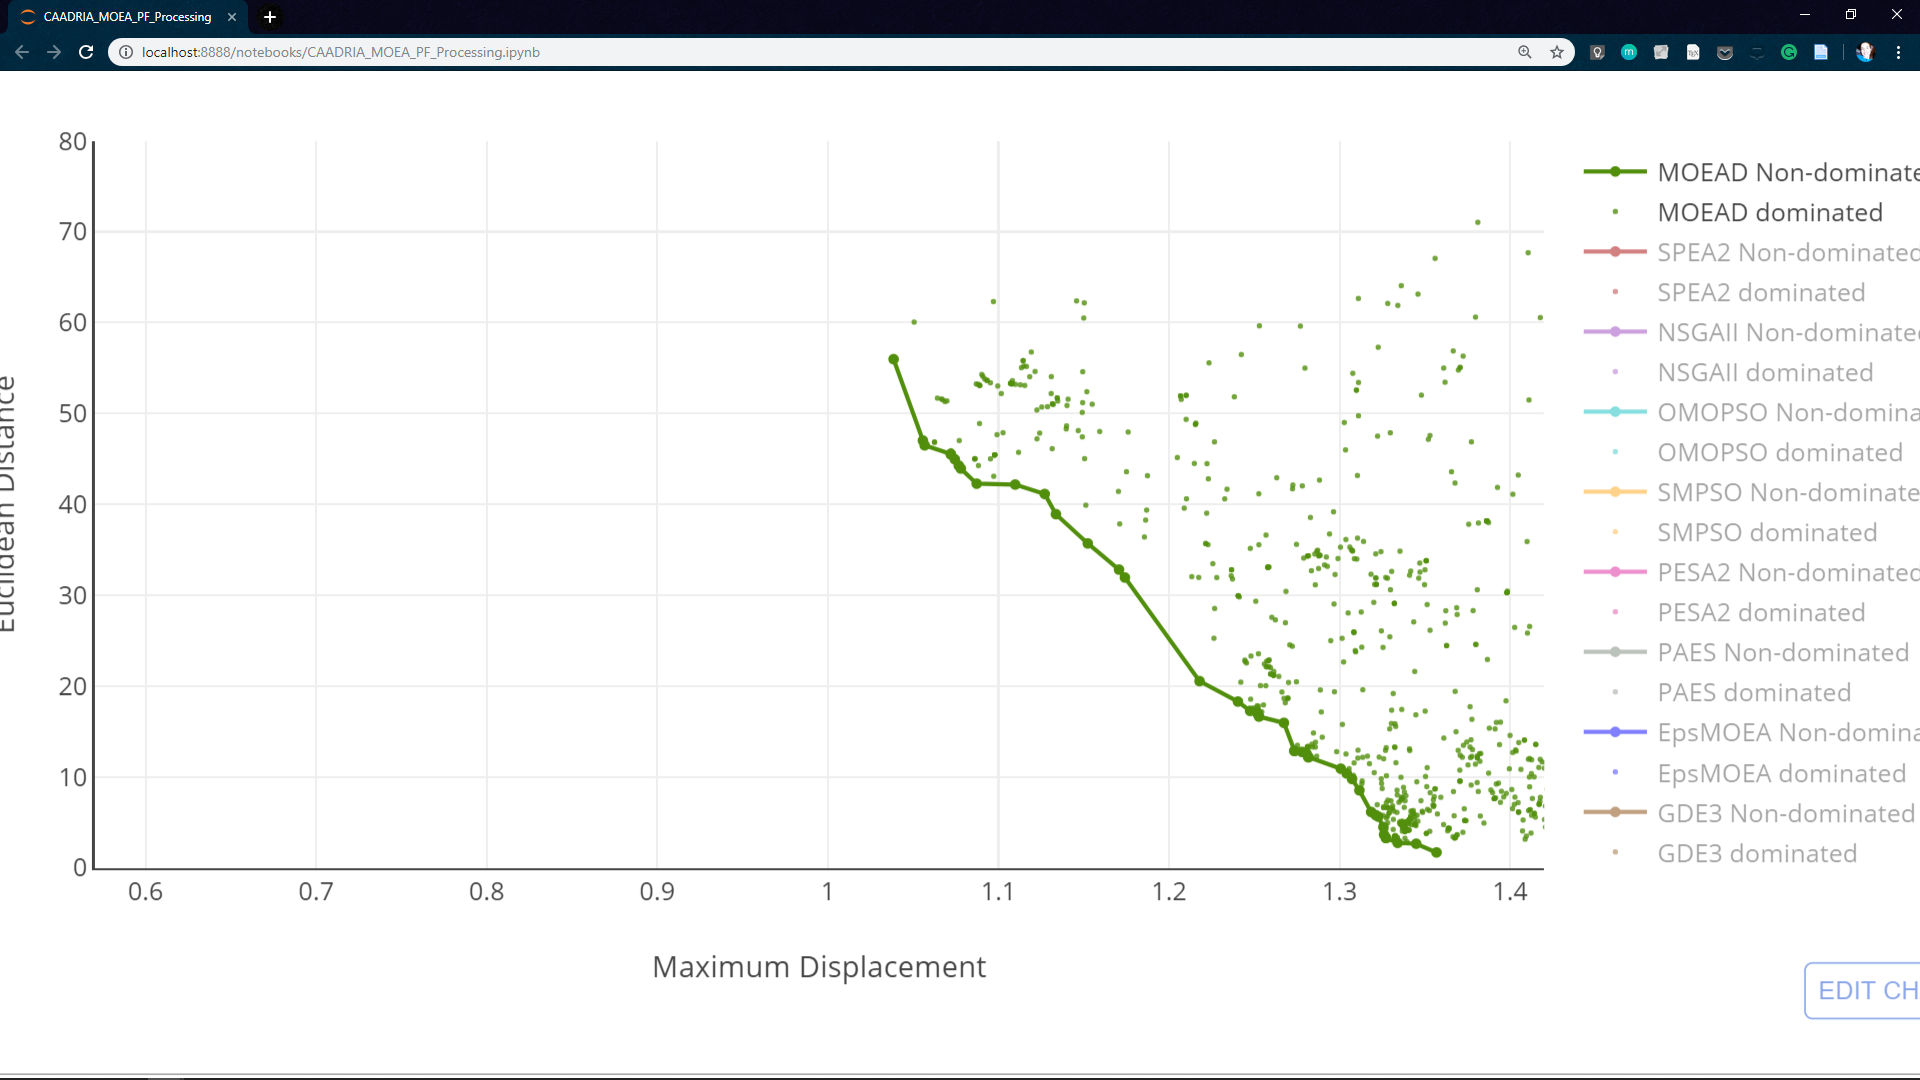 CAADRIA_MOEA_PF_Processing
localhost:8888/notebooks/CAADRIA_MOEA_PF_Processing.ipynb
80
70
60
50
40
30
20
10
0
0.6 0.7 0.8 0.9 1 1.1 1.2 1.3 1.4
Euclidean Distance
Maximum Displacement
MOEAD Non-dominate
MOEAD dominated
SPEA2 Non-dominated
SPEA2 dominated
NSGAII Non-dominated
NSGAII dominated
OMOPSO Non-domina
OMOPSO dominated
SMPSO Non-dominate
SMPSO dominated
PESA2 Non-dominated
PESA2 dominated
PAES Non-dominated
PAES dominated
EpsMOEA Non-domina
EpsMOEA dominated
GDE3 Non-dominated
GDE3 dominated
EDIT CH